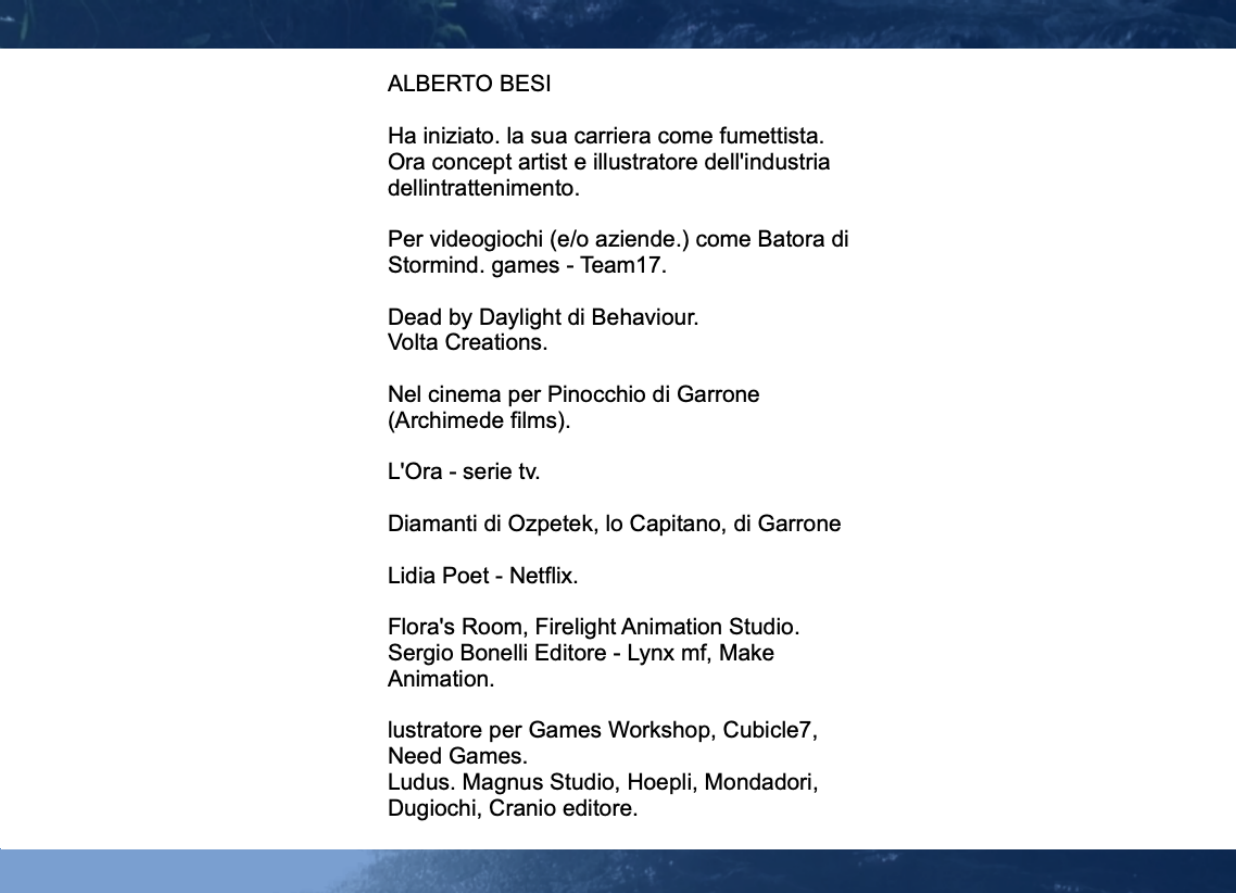 ALBERTO BESI
Ha iniziato. la sua carriera come fumettista.
Ora concept artist e illustratore dell'industria
dellintrattenimento.
Per videogiochi (e/o aziende.) come Batora di
Stormind. games - Team17.
Dead by Daylight di Behaviour.
Volta Creations.
Nel cinema per Pinocchio di Garrone
(Archimede films).
L'Ora - serie tv.
Diamanti di Ozpetek, lo Capitano, di Garrone
Lidia Poet - Netflix.
Flora's Room, Firelight Animation Studio.
Sergio Bonelli Editore - Lynx mf, Make
Animation.
lustratore per Games Workshop, Cubicle7,
Need Games.
Ludus. Magnus Studio, Hoepli, Mondadori,
Dugiochi, Cranio editore.